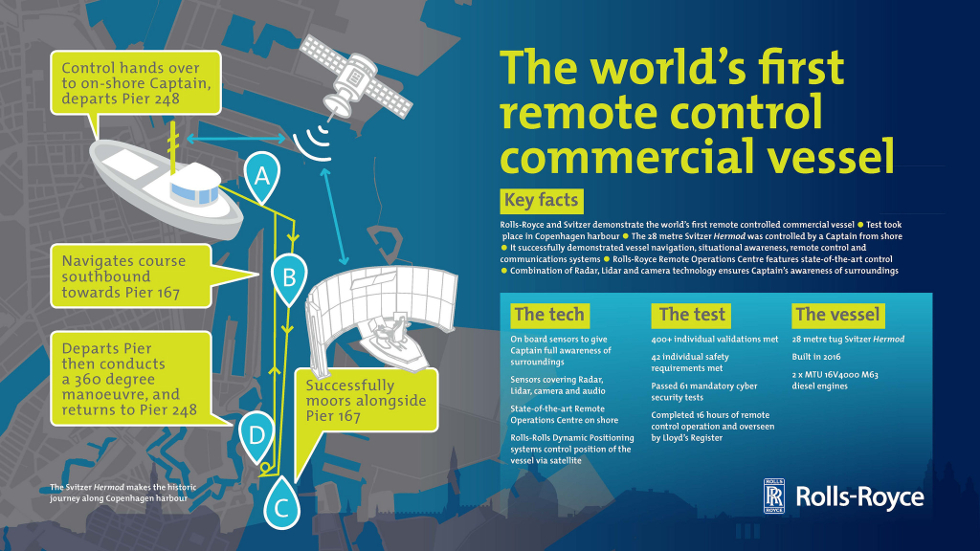 Control hands over
to on-shore Captain,
departs Pier 248
A
Navigates course
southbound
towards Pier 167
B
Departs Pier
then conducts
a 360 degree
manoeuvre, and
returns to Pier 248
Successfully
moors alongside
Pier 167
D
C
The Svitzer Hermod makes the historic
journey along Copenhagen harbour
The world's first
remote control
commercial vessel
Key facts
Rolls-Royce and Svitzer demonstrate the world's first remote controlled commercial vessel ● Test took
place in Copenhagen harbour ● The 28 metre Svitzer Hermod was controlled by a Captain from shore
● It successfully demonstrated vessel navigation, situational awareness, remote control and
communications systems ● Rolls-Royce Remote Operations Centre features state-of-the-art control
● Combination of Radar, Lidar and camera technology ensures Captain's awareness of surroundings
The tech
On board sensors to give
Captain full awareness of
surroundings
Sensors covering Radar,
Lidar, camera and audio
State-of-the-art Remote
Operations Centre on shore
Rolls-Rolls Dynamic Positioning
systems control position of the
vessel via satellite
The test
400+ individual validations met
42 individual safety
requirements met
Passed 61 mandatory cyber
security tests
Completed 16 hours of remote
control operation and overseen
by Lloyd's Register
The vessel
28 metre tug Svitzer Hermod
Built in 2016
2 x MTU 16V4000 M63
diesel engines
ROLLS
RR
ROYCE
Rolls-Royce